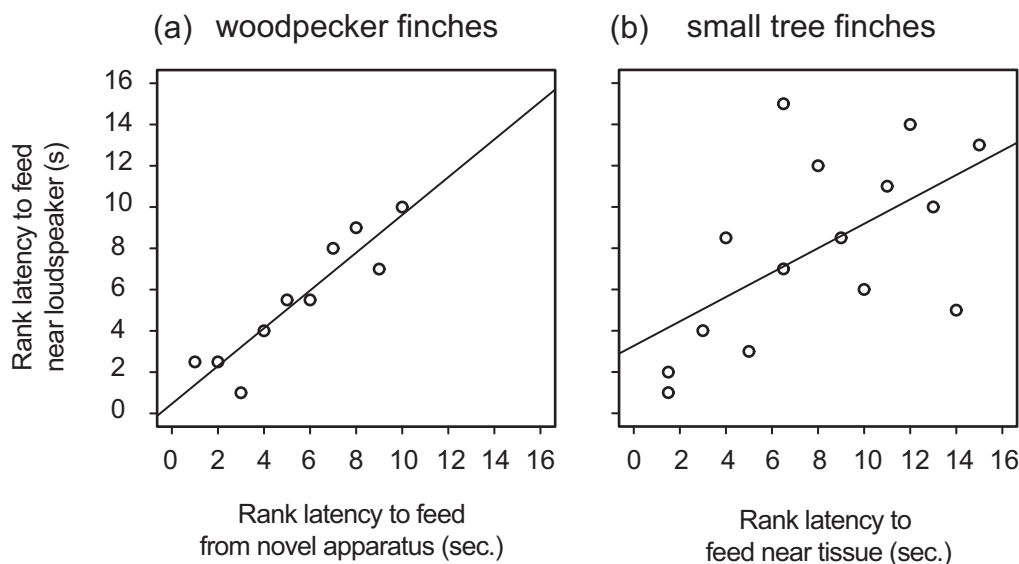 (a) woodpecker finches
(b) small tree finches
Rank latency to feed
near loudspeaker (s)
16
14
12
10
8
6
4
2
0
0 2 4 6 8 10 12 14 16
0 2 4 6 8 10 12 14 16
Rank latency to feed
from novel apparatus (sec.)
Rank latency to
feed near tissue (sec.)